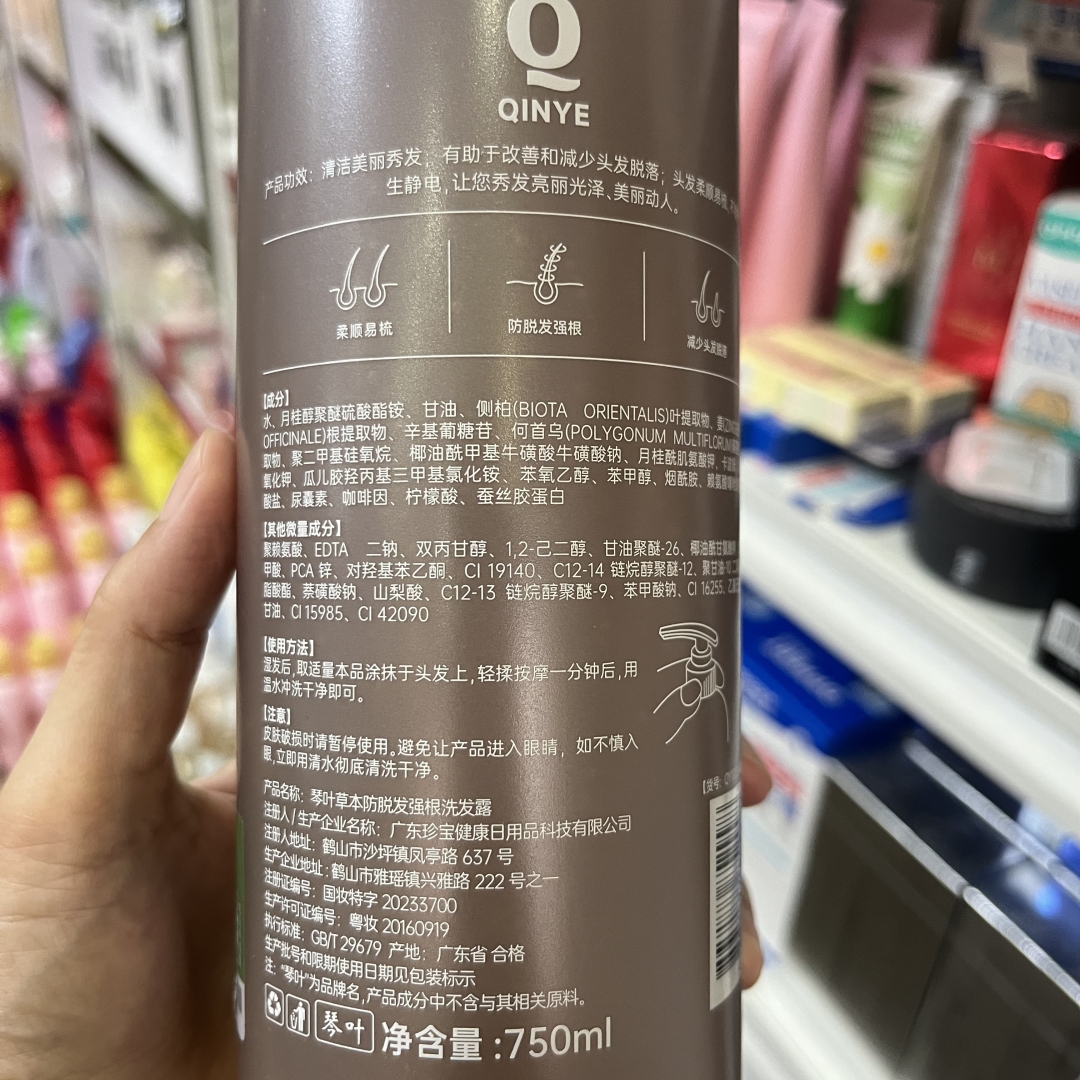 QINYE
产品功效：清洁美丽秀发；有助于改善和减少头发脱落；头发柔顺易梳，
生静电，让您秀发亮丽光泽、美丽动人。
柔顺易梳
防脱发强根
减少头发脱落
【成分】
水、月桂醇聚醚硫酸酯铵、甘油、侧柏(BIOTA ORIENTALIS)叶提取物、姜
OFFICINALE)根提取物、辛基葡糖苷、何首乌(POLYGONUM MULTIFLORUM
取物、聚二甲基硅氧烷、椰油酰甲基牛磺酸牛磺酸钠、月桂酰肌氨酸钾、
氧化钾、瓜儿胶羟丙基三甲基氯化铵、苯氧乙醇、苯甲醇、烟酰胺、
酸盐、尿囊素、咖啡因、柠檬酸、蚕丝胶蛋白
【其他微量成分】
聚赖氨酸、EDTA 二钠、双丙甘醇、1,2-己二醇、甘油聚醚-26、
甲酸、PCA 锌、对羟基苯乙酮、CI 19140、C12-14 链烷醇聚醚-12、
酯酸酯、萘磺酸钠、山梨酸、C12-13 链烷醇聚醚-9、苯甲酸钠、CI 16255、
甘油、CI 15985、CI 42090
【使用方法】
湿发后，取适量本品涂抹于头发上，轻揉按摩一分钟后，用
温水冲洗干净即可。
【注意】
皮肤破损时请暂停使用。避免让产品进入眼睛，如不慎入
眼，立即用清水彻底清洗干净。
【货号：
产品名称：琴叶草本防脱发强根洗发露
注册人/生产企业名称：广东珍宝健康日用品科技有限公司
注册人地址：鹤山市沙坪镇凤亭路 637 号
生产企业地址：鹤山市雅瑶镇兴雅路 222 号之一
注册证编号：国妆特字 20233700
生产许可证编号：粤妆 20160919
执行标准：GB/T 29679 产地：广东省 合格
生产批号和限期使用日期见包装标示
注：“琴叶”为品牌名，产品成分中不含与其相关原料。
琴叶 净含量:750ml